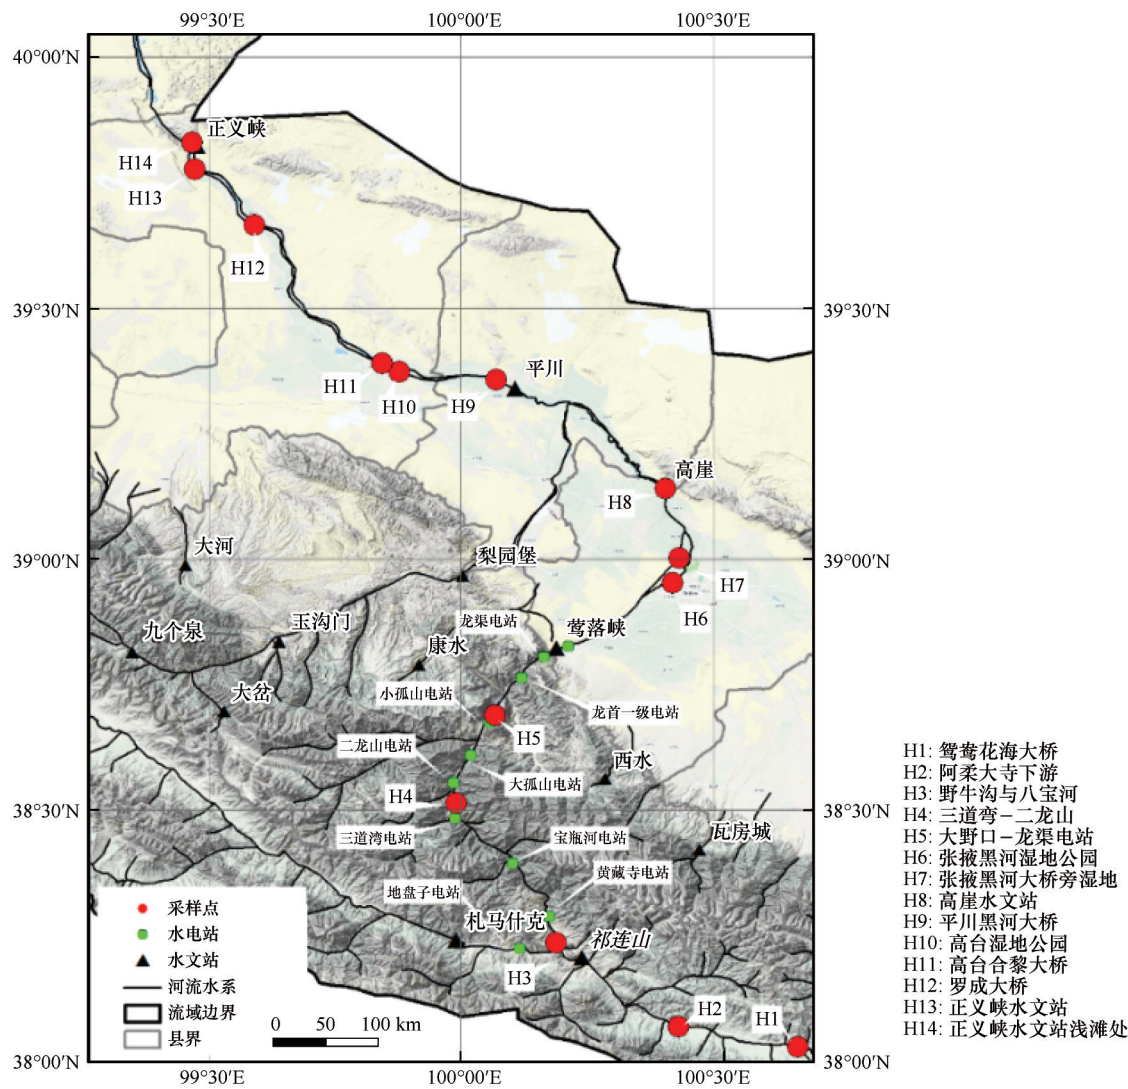 99°30′E
100°00′E
100°30′E
40°00′N
正义峡
H14
H13
H12
39°30′N
39°30′N
平川
H11
H10
H9
高崖
H8
大河
梨园堡
39°00′N
39°00′N
H7
H6
龙渠电站
莺落峡
九个泉
玉沟门
康水
大岔
小孤山电站
龙首一级电站
H5
二龙山电站
西水
大孤山电站
H4
38°30′N
38°30′N
三道湾电站
宝瓶河电站
瓦房城
黄藏寺电站
地盘子电站
札马什克
祁连山
H3
H2
H1
采样点
水电站
水文站
河流水系
流域边界
县界
0 50 100 km
38°00′N
38°00′N
99°30′E
100°00′E
100°30′E
H1: 鸳鸯花海大桥
H2: 阿柔大寺下游
H3: 野牛沟与八宝河
H4: 三道弯−二龙山
H5: 大野口−龙渠电站
H6: 张掖黑河湿地公园
H7: 张掖黑河大桥旁湿地
H8: 高崖水文站
H9: 平川黑河大桥
H10: 高台湿地公园
H11: 高台合黎大桥
H12: 罗成大桥
H13: 正义峡水文站
H14: 正义峡水文站浅滩处